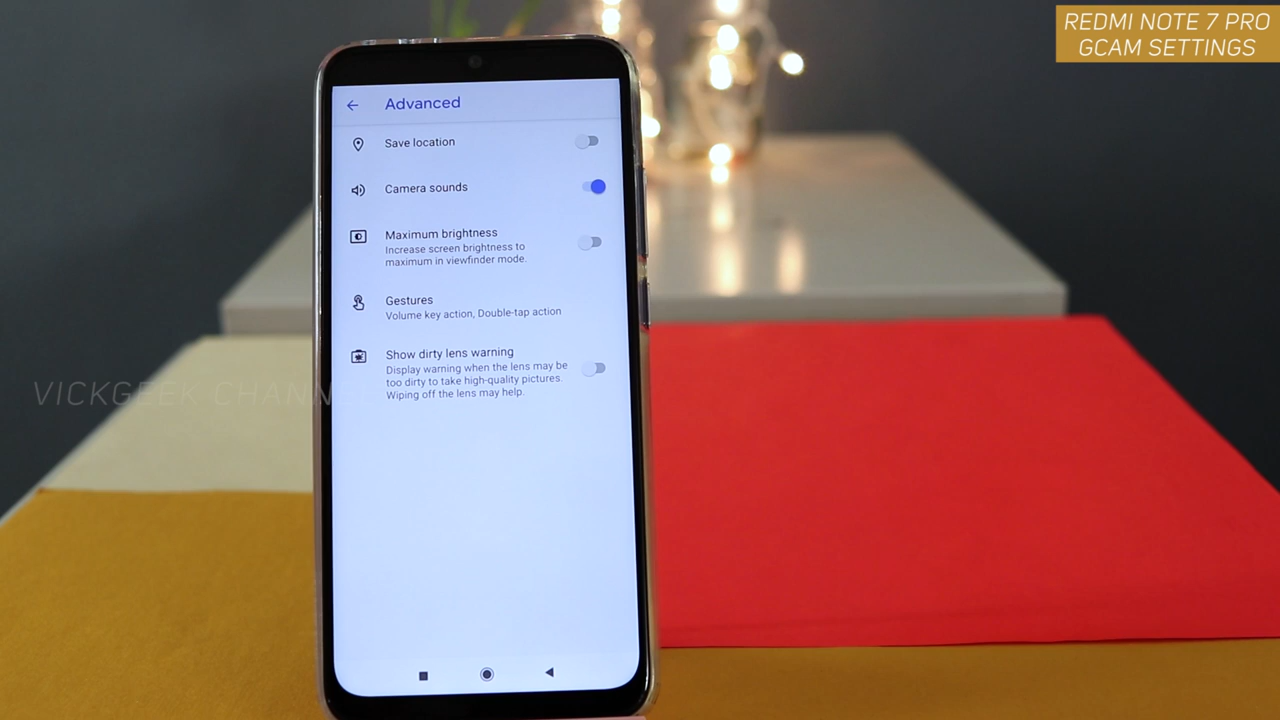 REDMI NOTE 7 PRO
GCAM SETTINGS
Advanced
Save location
Camera sounds
Maximum brightness
Increase screen brightness to
maximum in viewfinder mode.
Gestures
Volume key action, Double-tap action
Show dirty lens warning
Display warning when the lens may be
too dirty to take high-quality pictures.
Wiping off the lens may help.
VICKGEEK CHANN